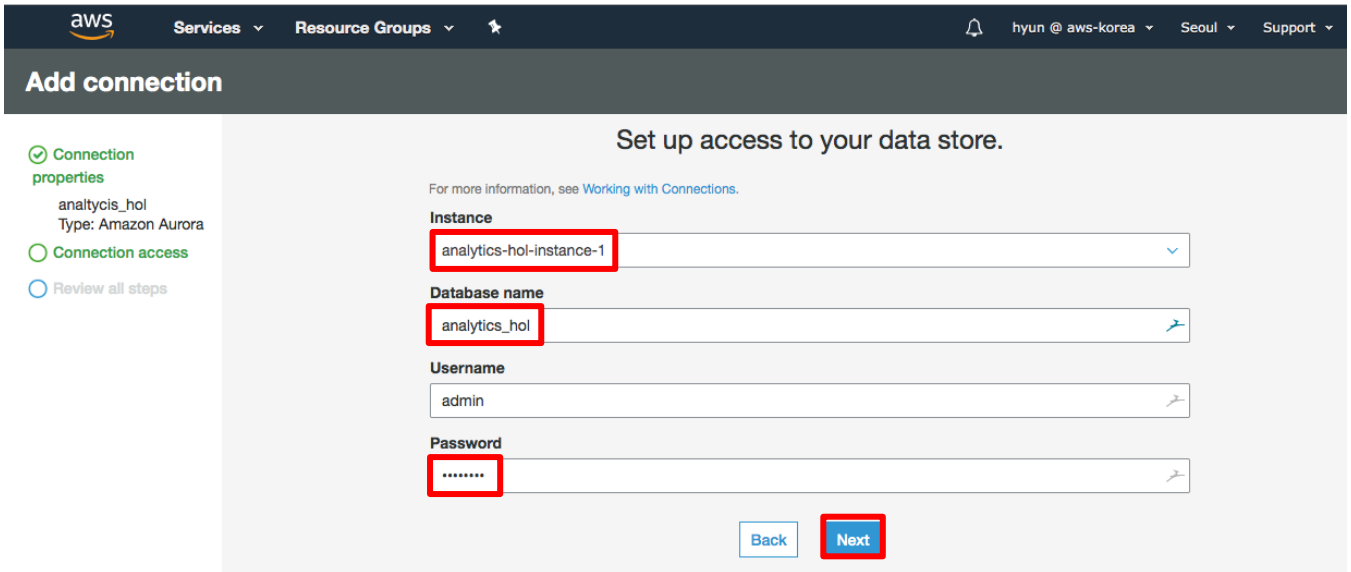 aws Services Resource Groups hyun @ aws-korea Seoul Support
Add connection
Connection
properties
analtycis_hol
Type: Amazon Aurora
Connection access
Review all steps
Set up access to your data store.
For more information, see Working with Connections.
Instance
analytics-hol-instance-1
Database name
analytics_hol
Username
admin
Password
••••••••
Back Next